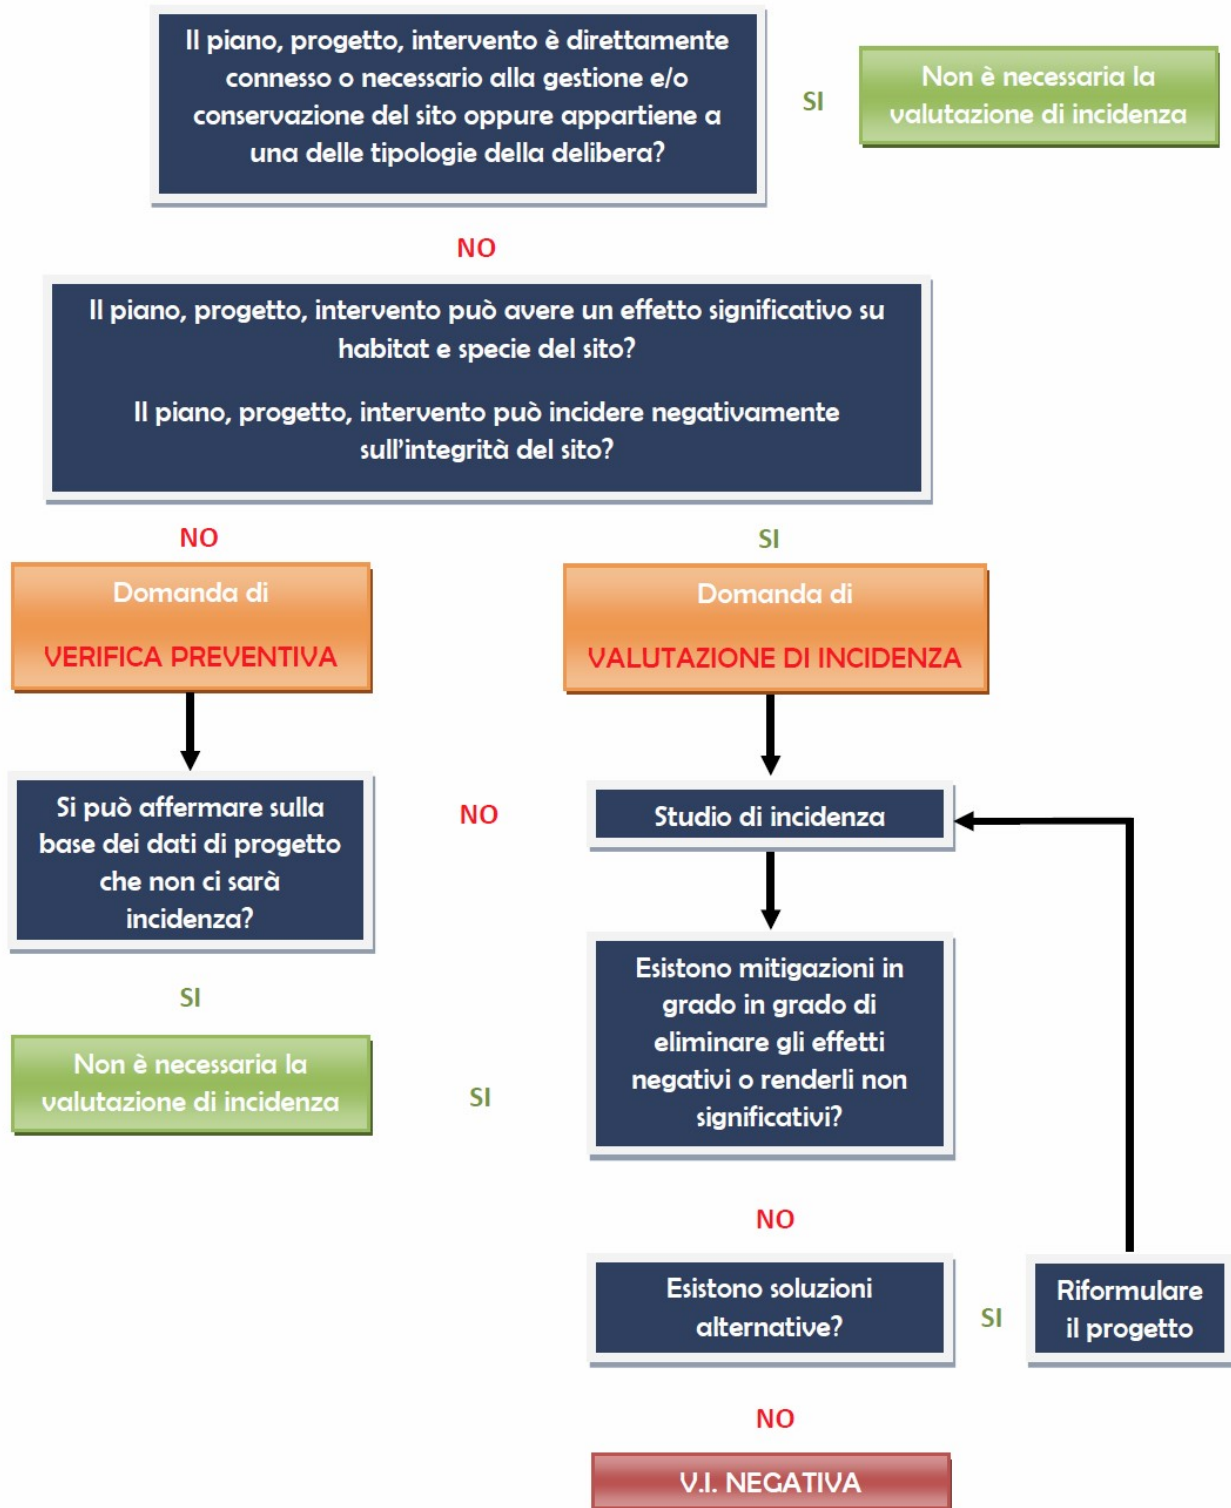 Il piano, progetto, intervento è direttamente
connesso o necessario alla gestione e/o
conservazione del sito oppure appartiene a
una delle tipologie della delibera?
SI
Non è necessaria la
valutazione di incidenza
NO
Il piano, progetto, intervento può avere un effetto significativo su
habitat e specie del sito?
Il piano, progetto, intervento può incidere negativamente
sull'integrità del sito?
NO
SI
Domanda di
VERIFICA PREVENTIVA
Domanda di
VALUTAZIONE DI INCIDENZA
Si può affermare sulla
base dei dati di progetto
che non ci sarà
incidenza?
NO
Studio di incidenza
Esistono mitigazioni in
grado in grado di
eliminare gli effetti
negativi o renderli non
significativi?
SI
Non è necessaria la
valutazione di incidenza
SI
NO
Esistono soluzioni
alternative?
SI
Riformulare
il progetto
NO
V.I. NEGATIVA